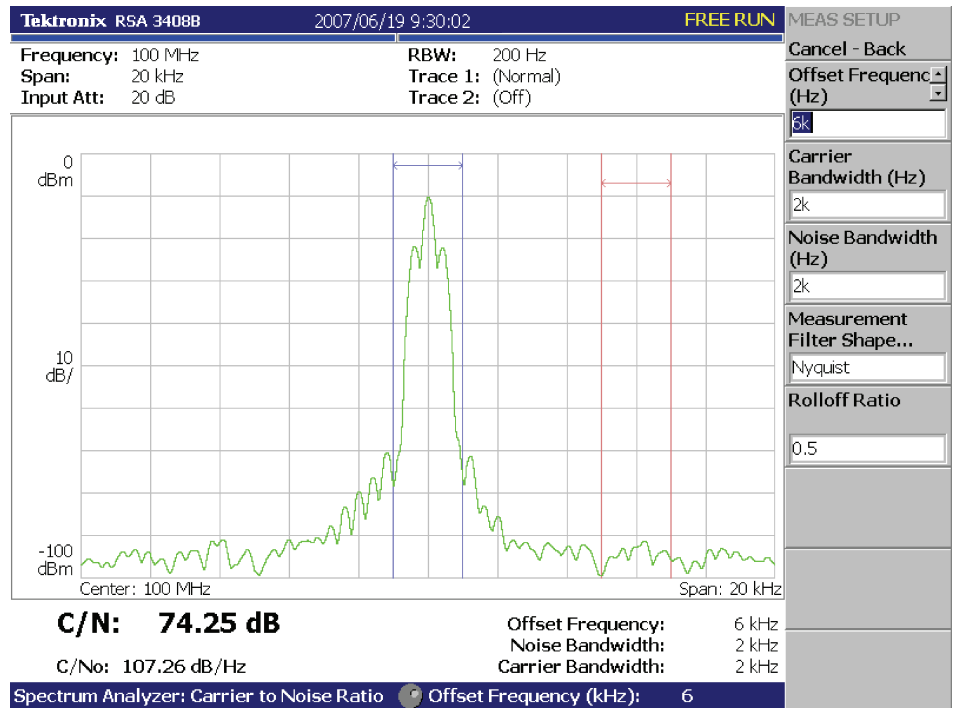 Tektronix RSA 3408B 2007/06/19 9:30:02 FREE RUN
Frequency: 100 MHz RBW: 200 Hz
Span: 20 kHz Trace 1: (Normal)
Input Att: 20 dB Trace 2: (Off)
0
dBm
10
dB/
-100
dBm
Center: 100 MHz Span: 20 kHz
C/N: 74.25 dB
C/No: 107.26 dB/Hz
Offset Frequency: 6 kHz
Noise Bandwidth: 2 kHz
Carrier Bandwidth: 2 kHz
Spectrum Analyzer: Carrier to Noise Ratio Offset Frequency (kHz): 6
MEAS SETUP
Cancel - Back
Offset Frequenc
(Hz)
6k
Carrier
Bandwidth (Hz)
2k
Noise Bandwidth
(Hz)
2k
Measurement
Filter Shape...
Nyquist
Rolloff Ratio
0.5